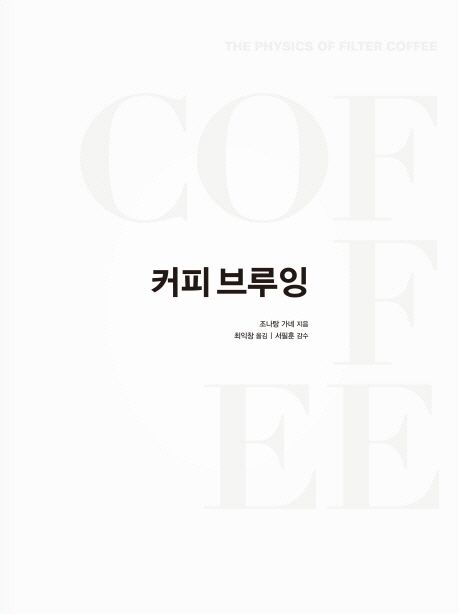 THE PHYSICS OF FILTER COFFEE
COF
F
EE
커피 브루잉
조나탕 가녜 지음
최익창 옮김 | 서필훈 감수